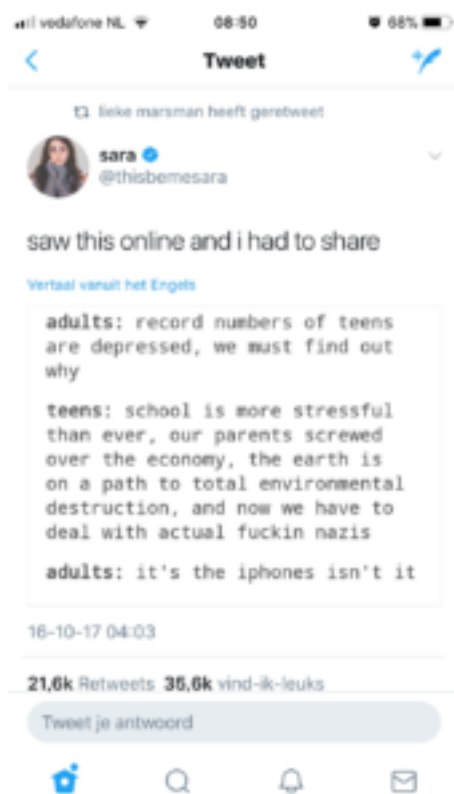 vodafone NL 08:50 68%
Tweet
lieke marsman heeft geretweet
sara
@thisbemesara
saw this online and i had to share
Vertaal vanuit het Engels
adults: record numbers of teens
are depressed, we must find out
why
teens: school is more stressful
than ever, our parents screwed
over the economy, the earth is
on a path to total environmental
destruction, and now we have to
deal with actual fuckin nazis
adults: it's the iphones isn't it
16-10-17 04:03
21,6k Retweets 35,6k vind-ik-leuks
Tweet je antwoord